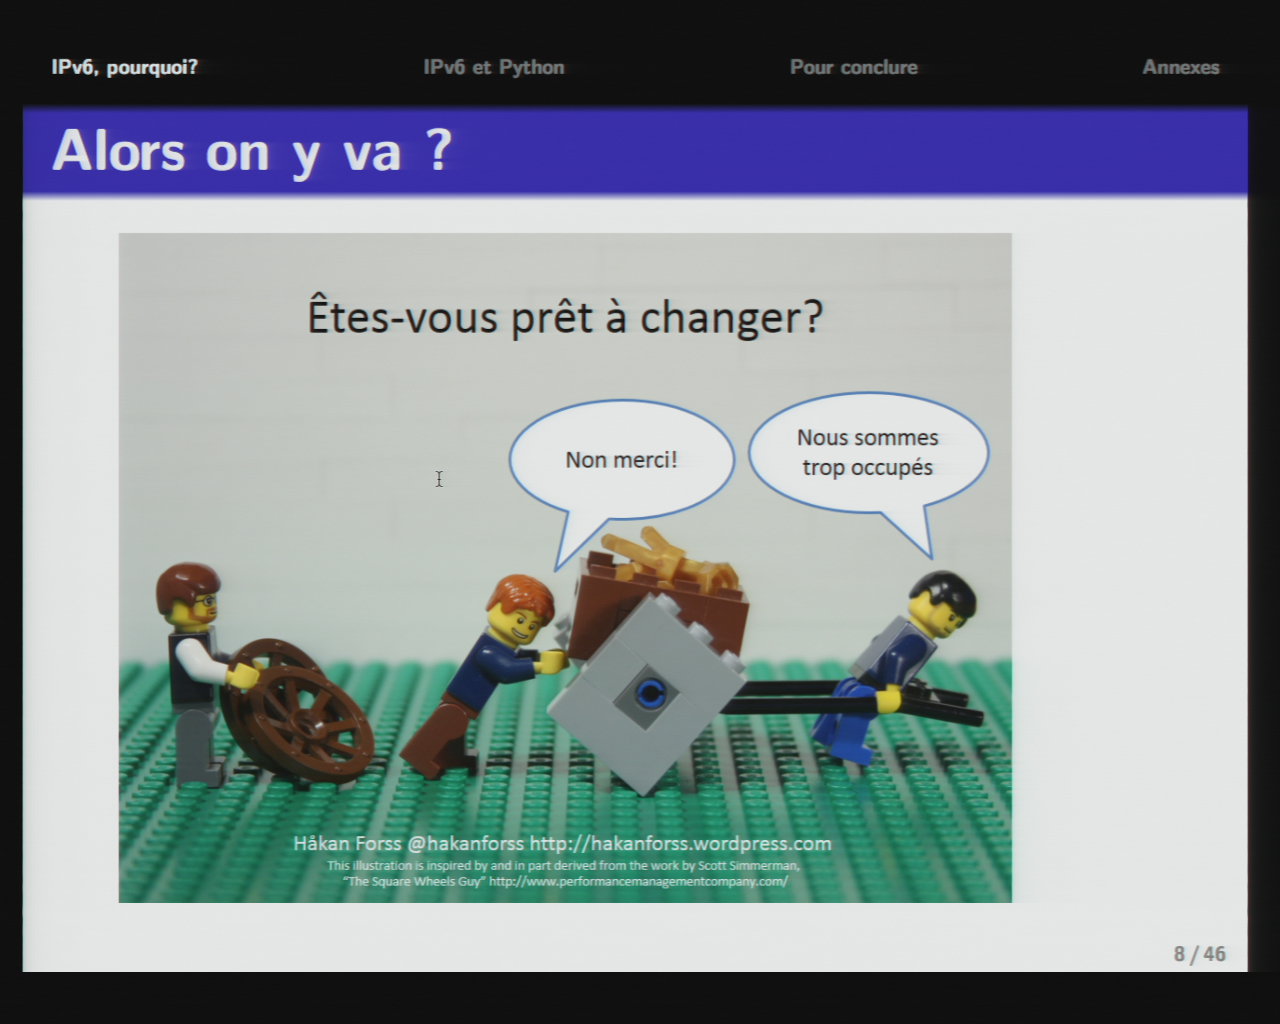 IPv6, pourquoi?
IPv6 et Python
Pour conclure
Annexes
Alors on y va ?
Êtes-vous prêt à changer?
Non merci!
Nous sommes
trop occupés
Håkan Forss @hakanforss http://hakanforss.wordpress.com
This illustration is inspired by and in part derived from the work by Scott Simmerman,
“The Square Wheels Guy” http://www.performancemanagementcompany.com/
8 / 46